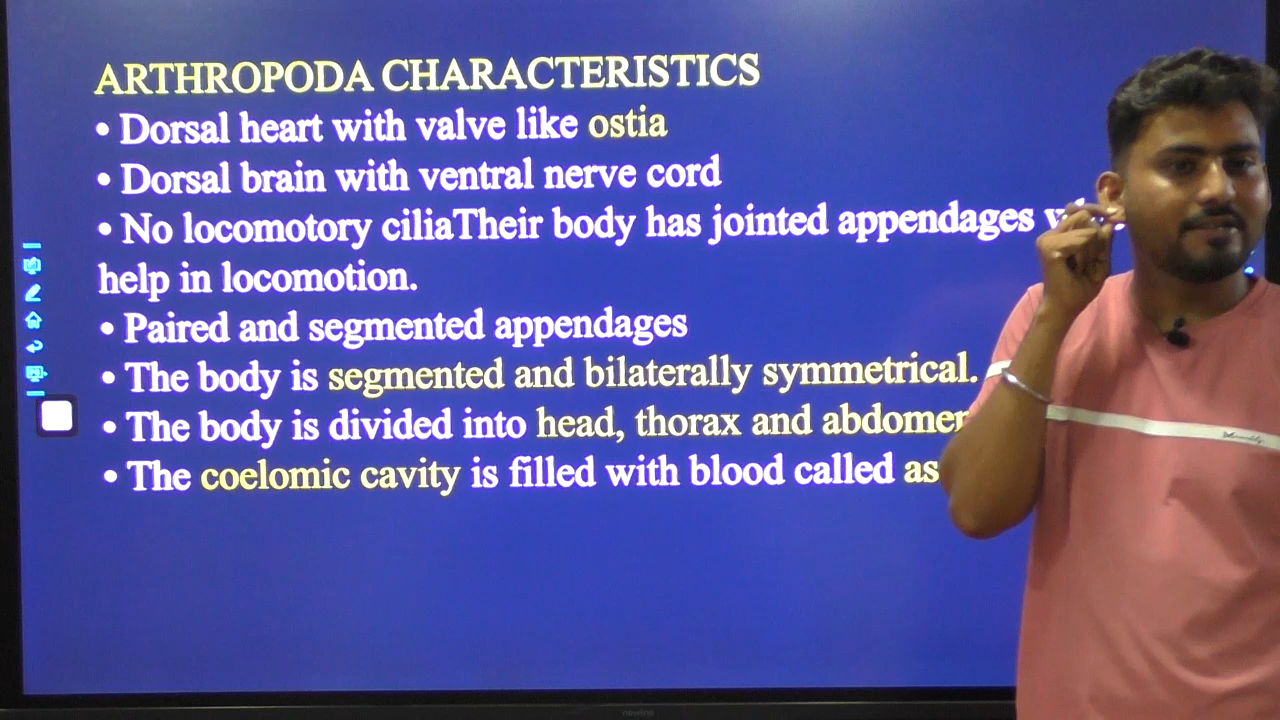 ARTHROPODA CHARACTERISTICS
• Dorsal heart with valve like ostia
• Dorsal brain with ventral nerve cord
• No locomotory ciliaTheir body has jointed appendages
help in locomotion.
• Paired and segmented appendages
• The body is segmented and bilaterally symmetrical.
• The body is divided into head, thorax and abdomen
• The coelomic cavity is filled with blood called as
newline